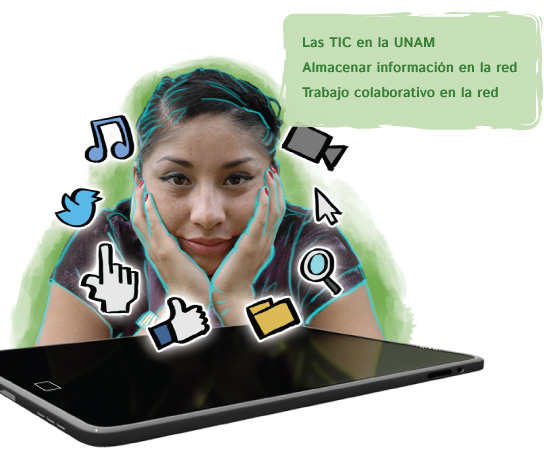 Las TIC en la UNAM
Almacenar información en la red
Trabajo colaborativo en la red